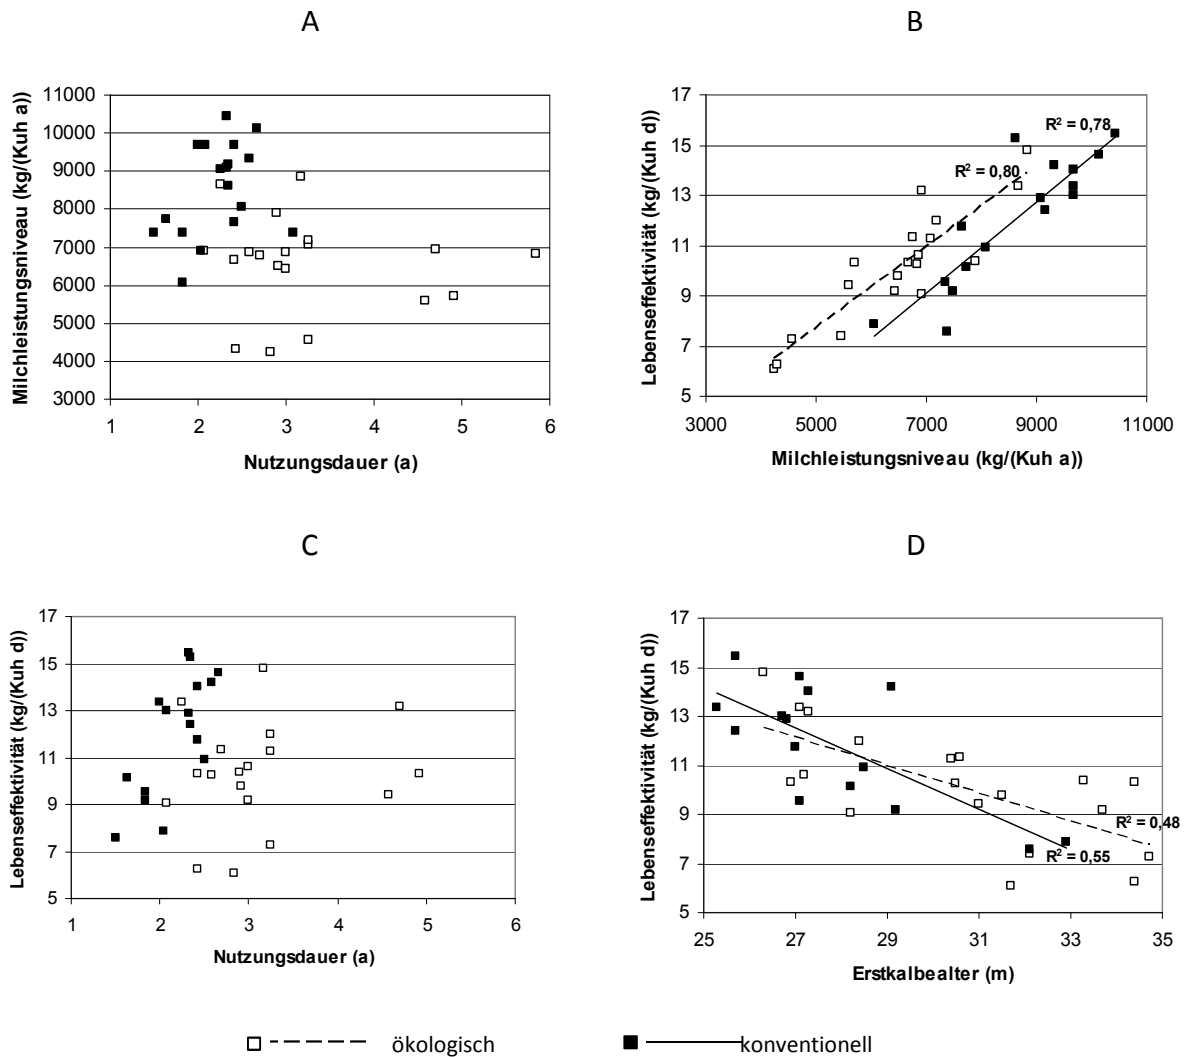 A
Milchleistungsniveau (kg/(Kuh a))
11000
10000
9000
8000
7000
6000
5000
4000
3000
1 2 3 4 5 6
Nutzungsdauer (a)
B
Lebenseffektivität (kg/(Kuh d))
17
15
13
11
9
7
5
R² = 0,78
R² = 0,80
3000 5000 7000 9000 11000
Milchleistungsniveau (kg/(Kuh a))
C
Lebenseffektivität (kg/(Kuh d))
17
15
13
11
9
7
5
1 2 3 4 5 6
Nutzungsdauer (a)
D
Lebenseffektivität (kg/(Kuh d))
17
15
13
11
9
7
5
R² = 0,48
R² = 0,55
25 27 29 31 33 35
Erstkalbealter (m)
ökologisch konventionell